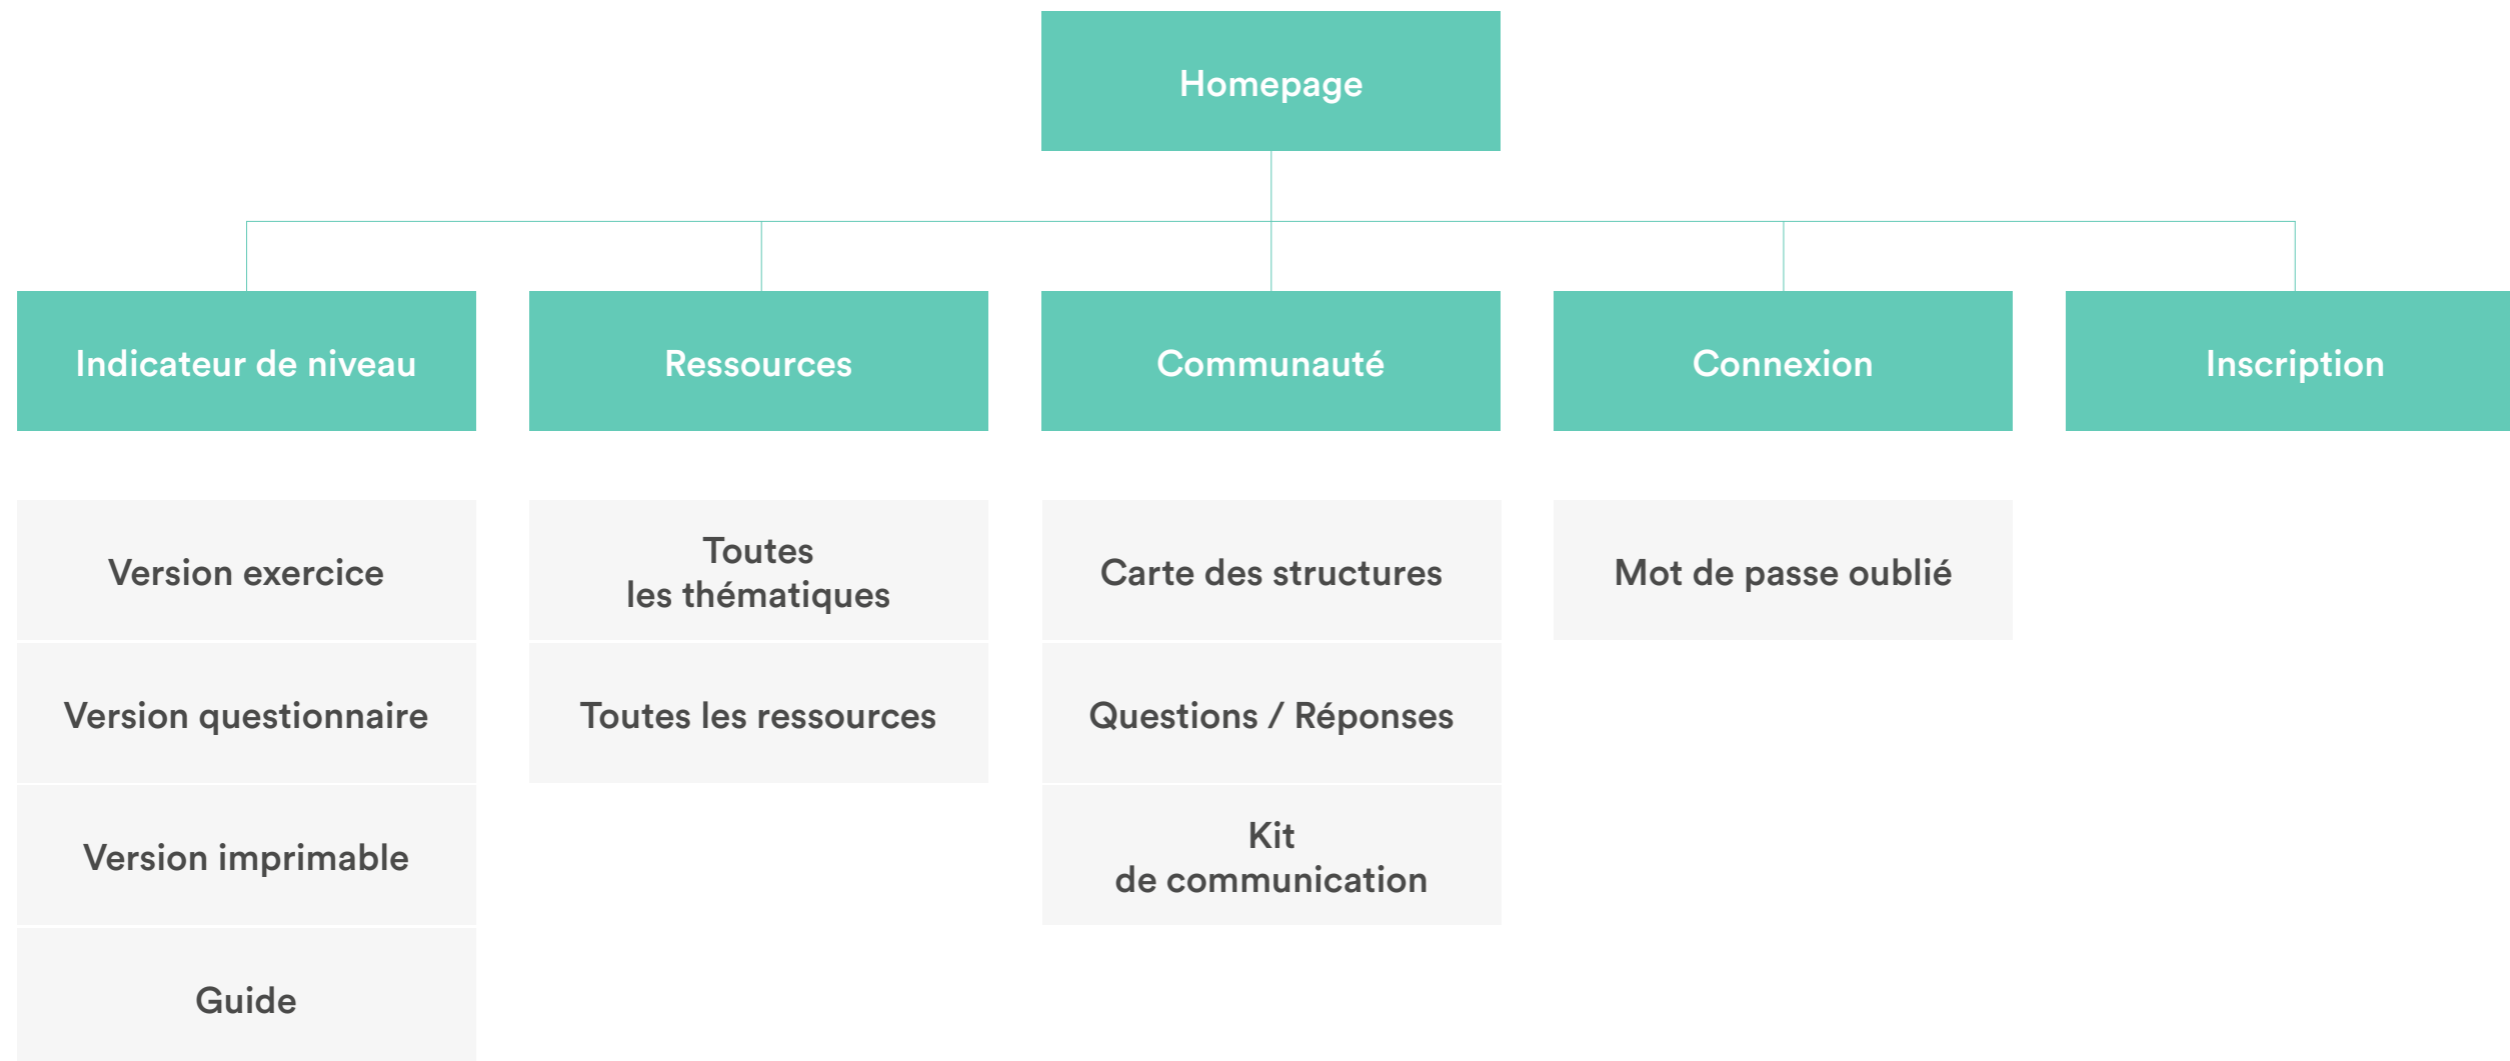 Homepage
Indicateur de niveau
Ressources
Communauté
Connexion
Inscription
Version exercice
Toutes
les thématiques
Carte des structures
Mot de passe oublié
Version questionnaire
Toutes les ressources
Questions / Réponses
Version imprimable
Kit
de communication
Guide